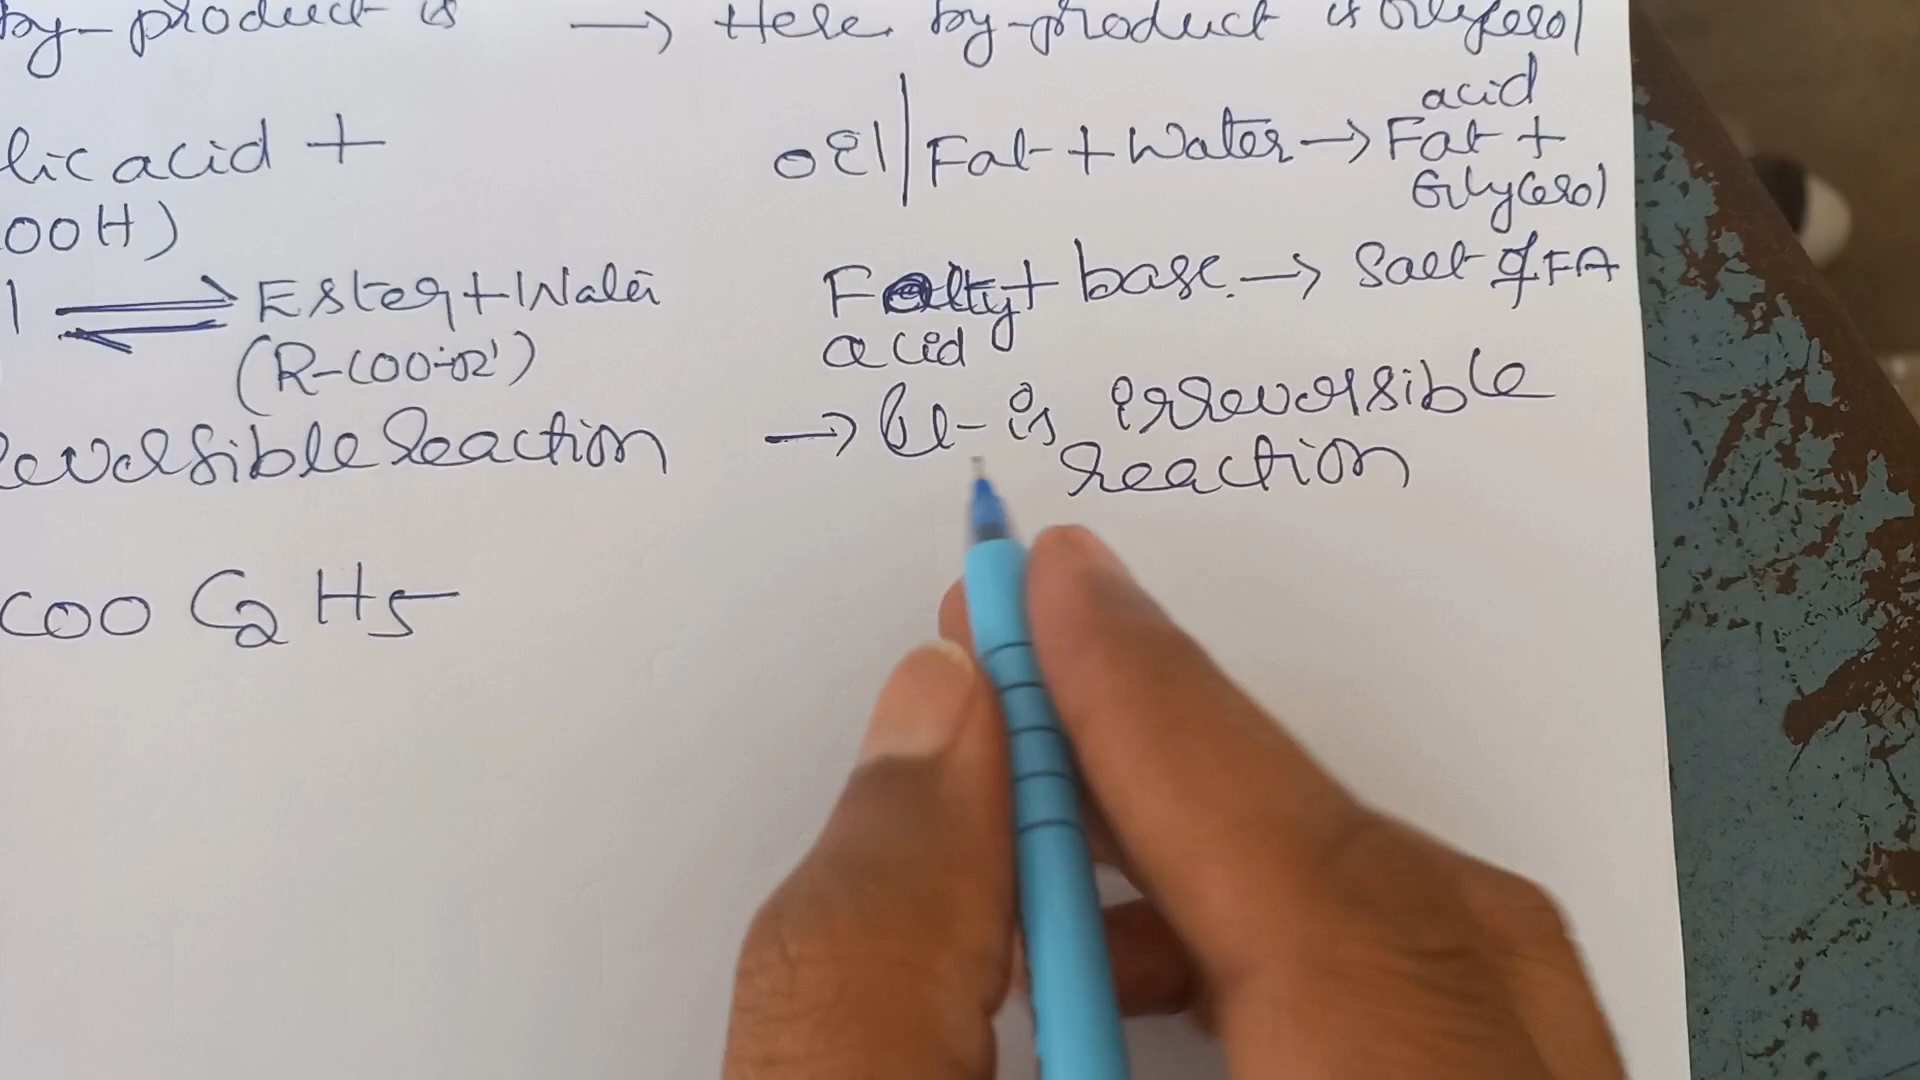 by-product is
lic acid +
OOH)
Ester + Water
(R-COO-R')
eversible reaction
COO C2H5
→ Here by-product is Glycerol
acid
Oil / Fat + Water → Fat +
Glycerol
Fatty + base → Salt of FA
acid
→ It is irreversible
reaction